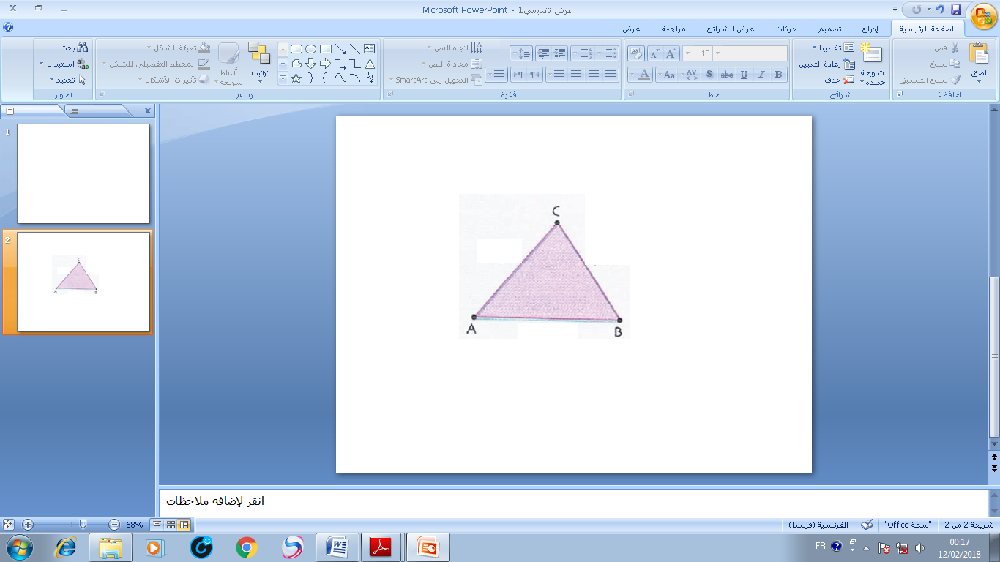 عرض تقديمي1 - Microsoft PowerPoint
الصفحة الرئيسية إدراج تصميم حركات عرض الشرائح مراجعة عرض
لصق
قص
نسخ
نسخ التنسيق
الحافظة
شريحة جديدة
تخطيط
إعادة التعيين
حذف
شرائح
18
B I U abc S AV Aa A
خط
اتجاه النص
محاذاة النص
التحويل إلى SmartArt
فقرة
ترتيب
أنماط سريعة
تعبئة الشكل
المخطط التفصيلي للشكل
تأثيرات الأشكال
رسم
بحث
استبدال
تحديد
تحرير
1
2
C
A B
C
A B
انقر لإضافة ملاحظات
شريحة 2 من 2 "سمة Office" الفرنسية (فرنسا) 68%
FR 00:17
12/02/2018